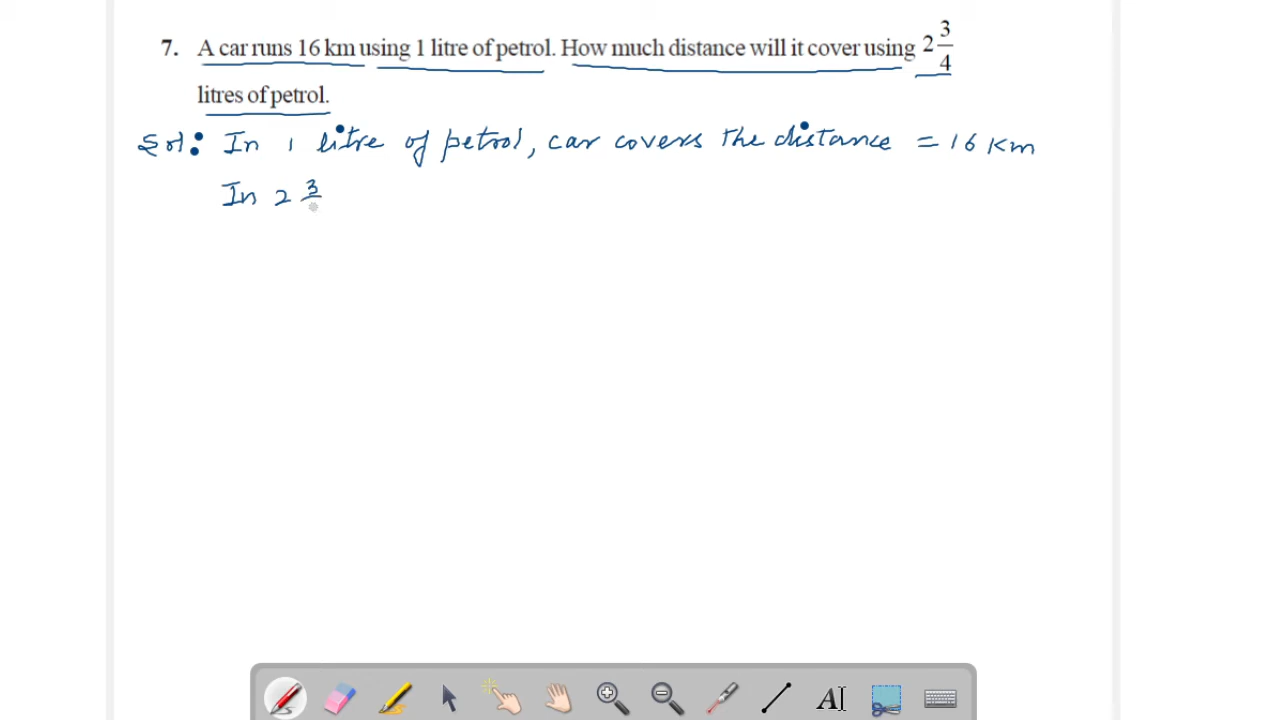 7. A car runs 16 km using 1 litre of petrol. How much distance will it cover using 2 3/4
litres of petrol.
Sol: In 1 litre of petrol, car covers the distance = 16 Km
In 2 3
A